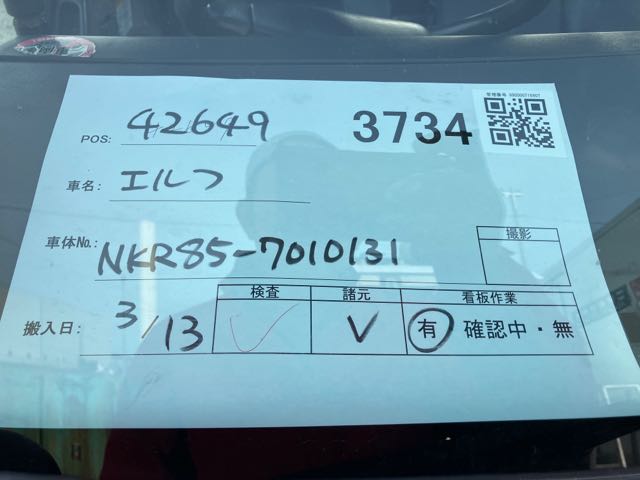 管理番号
POS: 42649 3734
車名: エルフ
車体No.: NKR85-7010131
撮影
搬入日: 3/13
検査 諸元 看板作業
✓ V 有 確認中・無